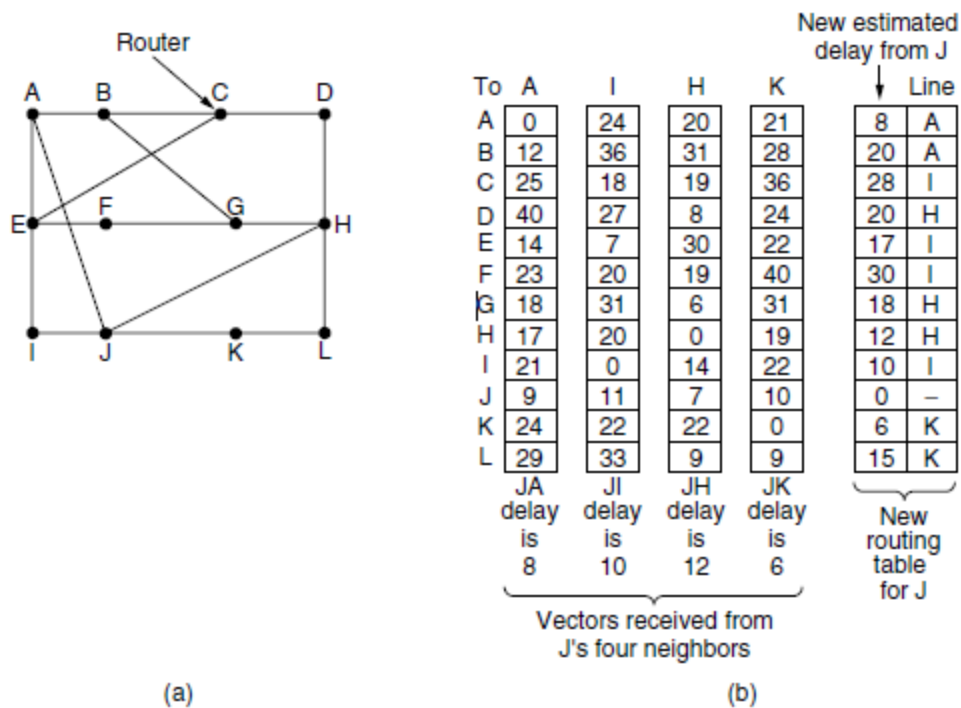 Router
A B C D
E F G H
I J K L
(a)
New estimated
delay from J
To A I H K Line
A 0 24 20 21 8 A
B 12 36 31 28 20 A
C 25 18 19 36 28 I
D 40 27 8 24 20 H
E 14 7 30 22 17 I
F 23 20 19 40 30 I
G 18 31 6 31 18 H
H 17 20 0 19 12 H
I 21 0 14 22 10 I
J 9 11 7 10 0 –
K 24 22 22 0 6 K
L 29 33 9 9 15 K
JA JI JH JK
delay delay delay delay
is is is is
8 10 12 6
New
routing
table
for J
Vectors received from
J's four neighbors
(b)